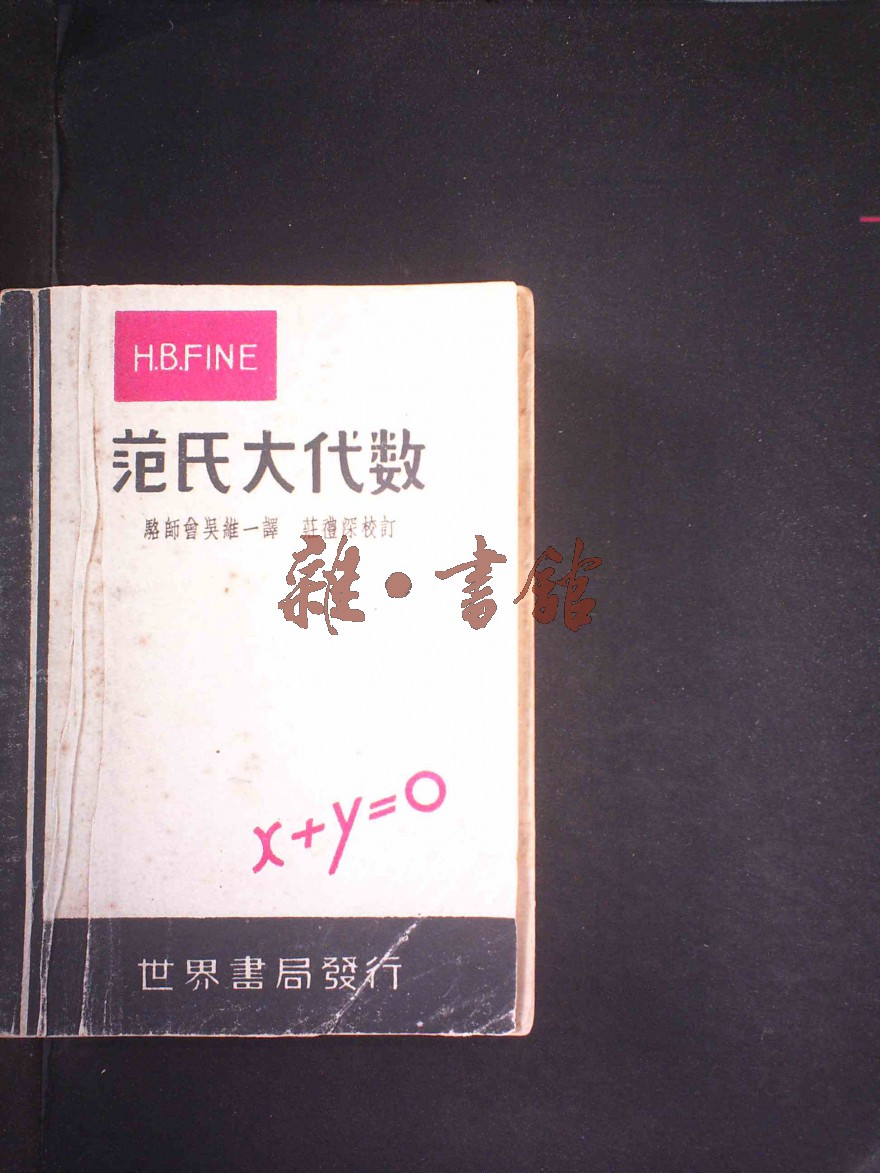 H.B.FINE
范氏大代数
駱師曾吳維一譯 莊禮深校訂
雜·書館
x+y=0
世界書局發行